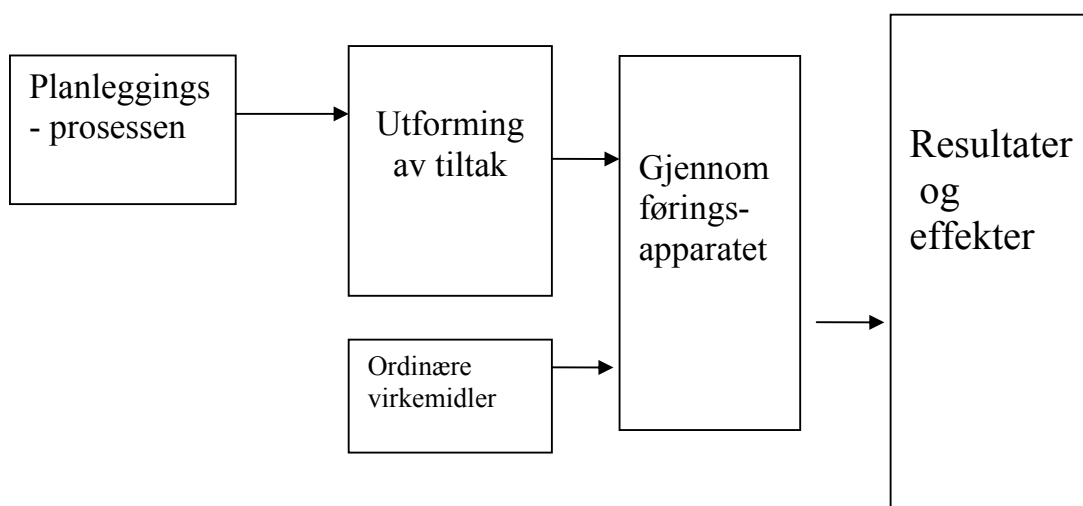 Planleggings
- prosessen
Utforming
av tiltak
Ordinære
virkemidler
Gjennom
førings-
apparatet
Resultater
og
effekter